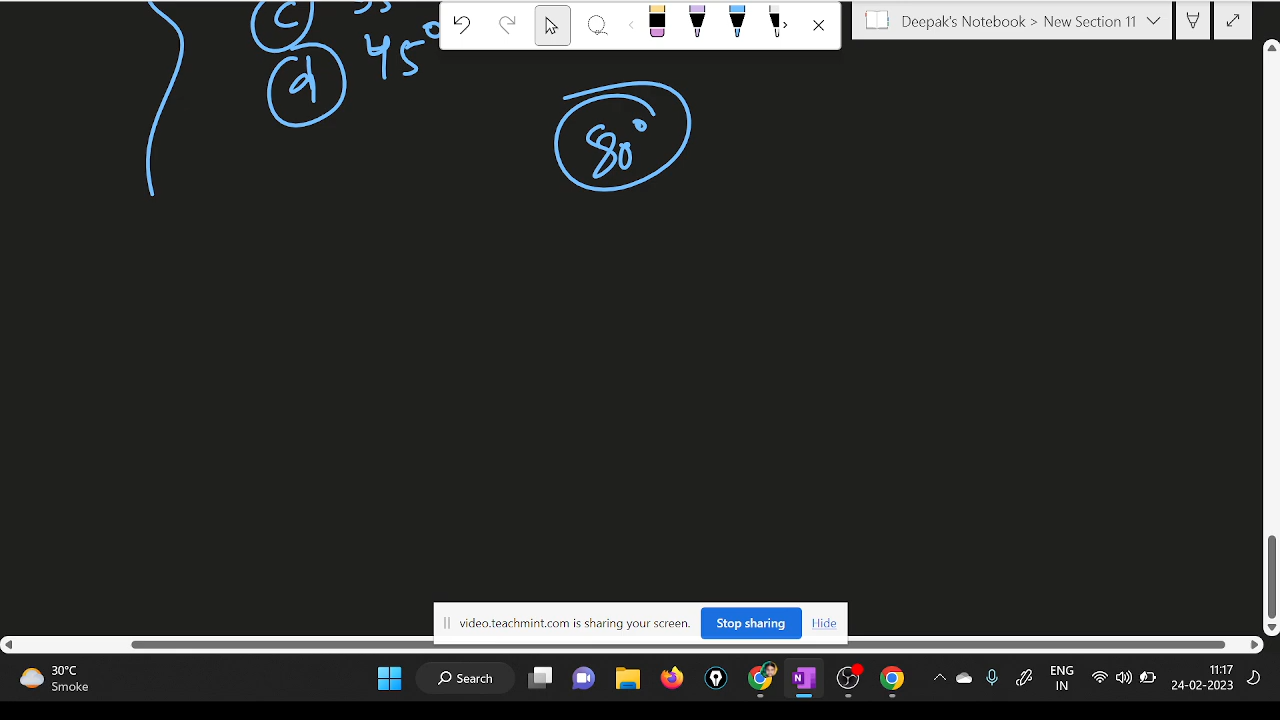 Deepak's Notebook > New Section 11
c
d 45°
80°
video.teachmint.com is sharing your screen. Stop sharing Hide
30°C
Smoke
Search
ENG
IN
11:17
24-02-2023